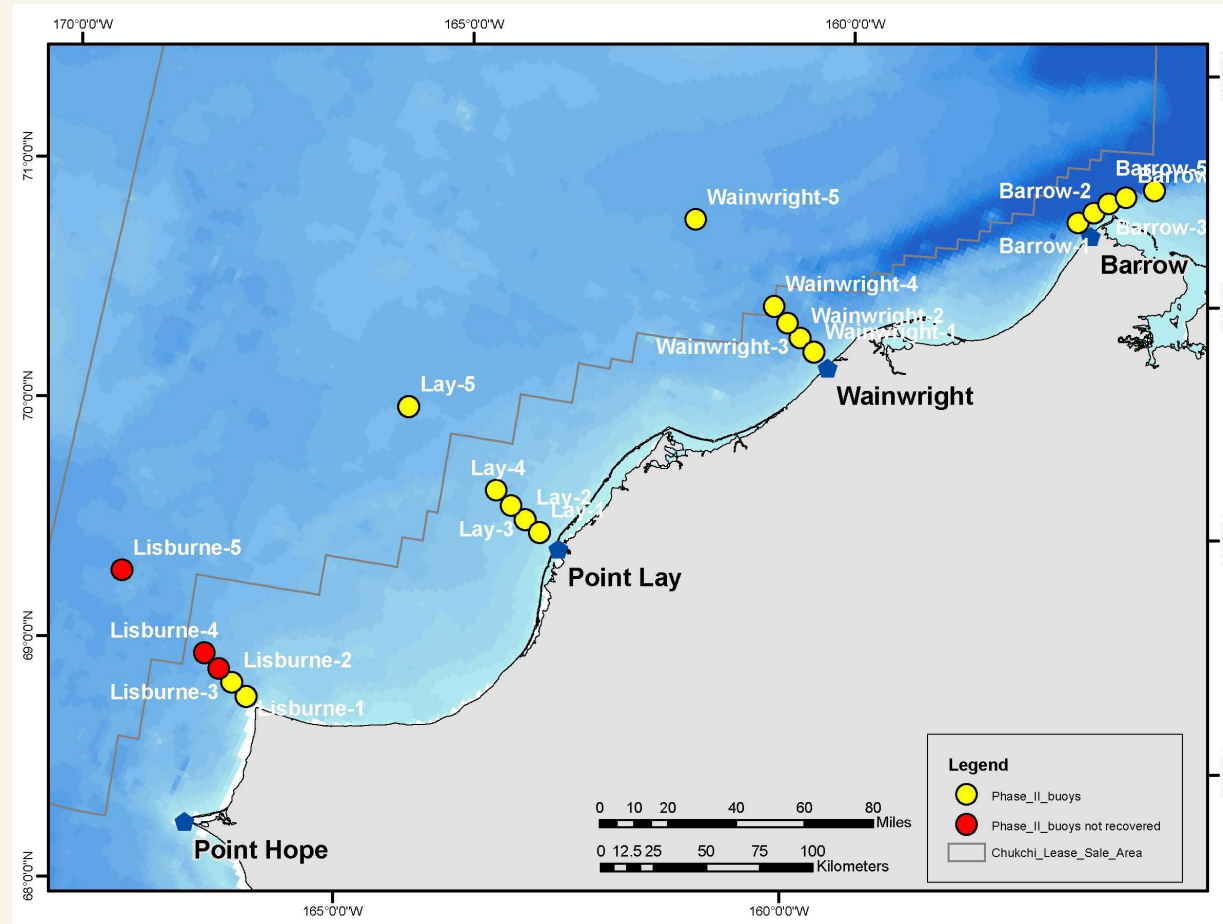 170°0'0"W
165°0'0"W
160°0'0"W
71°0'0"N
70°0'0"N
69°0'0"N
68°0'0"N
Barrow-5
Barrow
Barrow-2
Barrow-3
Barrow-1
Barrow
Wainwright-5
Wainwright-4
Wainwright-2
Wainwright-1
Wainwright-3
Wainwright
Lay-5
Lay-4
Lay-2
Lay-1
Lay-3
Point Lay
Lisburne-5
Lisburne-4
Lisburne-2
Lisburne-3
Lisburne-1
Point Hope
0 10 20 40 60 80
Miles
0 12.5 25 50 75 100
Kilometers
Legend
Phase_II_buoys
Phase_II_buoys not recovered
Chukchi_Lease_Sale_Area
165°0'0"W
160°0'0"W